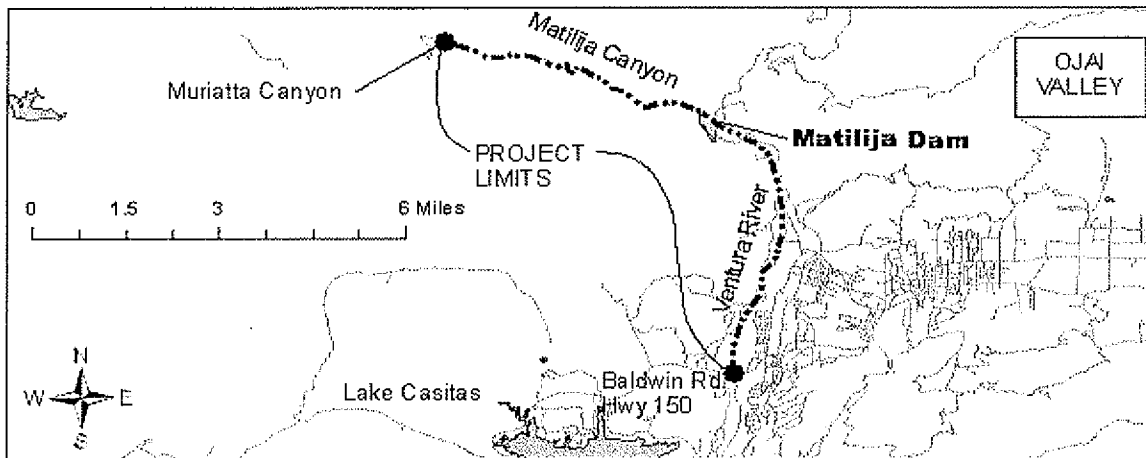 Matilija Canyon
OJAI
VALLEY
Muriatta Canyon
Matilija Dam
PROJECT
LIMITS
0 1.5 3 6 Miles
Ventura River
N
W E
S
Lake Casitas
Baldwin Rd.
Hwy 150